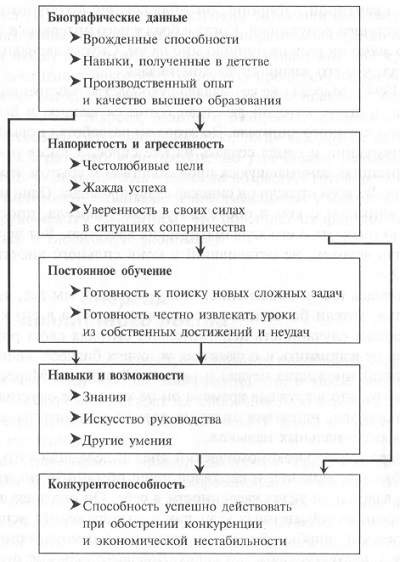 Биографические данные
Врожденные способности
Навыки, полученные в детстве
Производственный опыт
и качество высшего образования
Напористость и агрессивность
Целевые установки
Жажда успеха
Уверенность в своих силах
в ситуациях соперничества
Постоянное обучение
Готовность к поиску новых сложных задач
Готовность честно извлекать уроки
из собственных достижений и неудач
Навыки и возможности
Знания
Искусство руководства
Другие умения
Конкурентоспособность
Способность успешно действовать
при обострении конкуренции
и экономической нестабильности